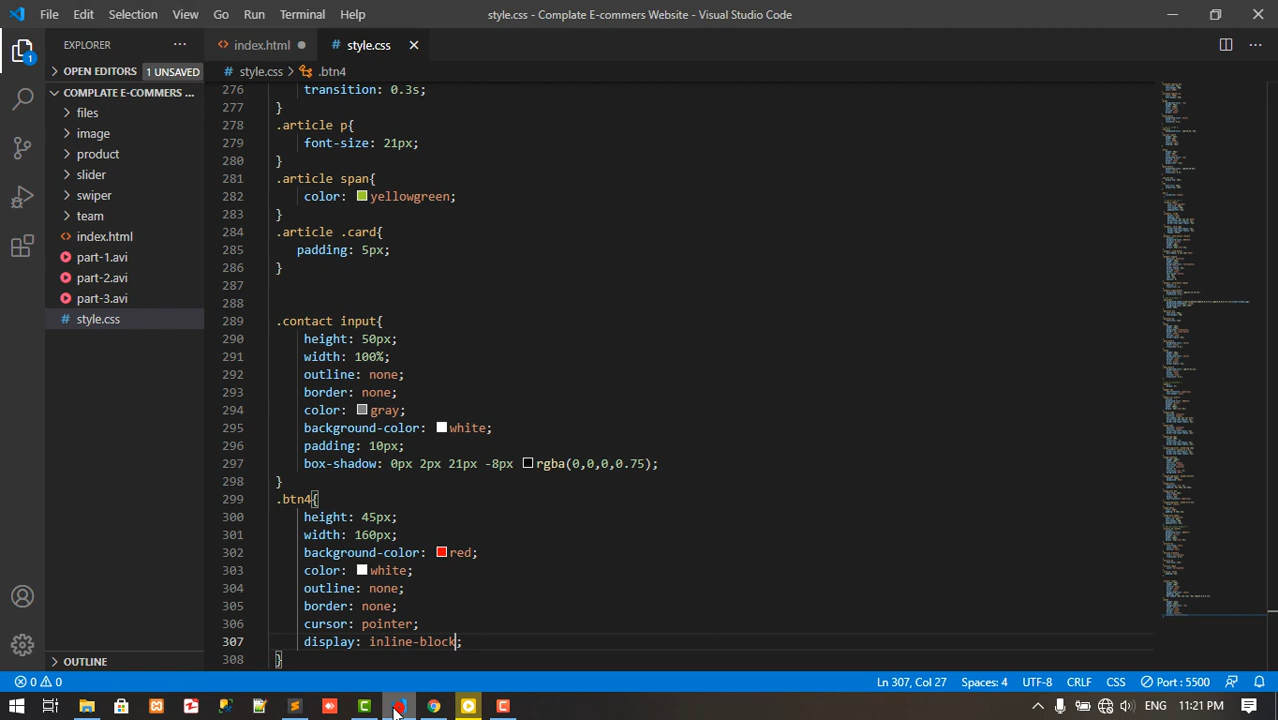 File Edit Selection View Go Run Terminal Help style.css - Complate E-commers Website - Visual Studio Code
EXPLORER ··· index.html style.css
OPEN EDITORS 1 UNSAVED # style.css > .btn4
COMPLATE E-COMMERS ...
files
image
product
slider
swiper
team
index.html
part-1.avi
part-2.avi
part-3.avi
# style.css
OUTLINE
276 transition: 0.3s;
277 }
278 .article p{
279 font-size: 21px;
280 }
281 .article span{
282 color: yellowgreen;
283 }
284 .article .card{
285 padding: 5px;
286 }
287
288
289 .contact input{
290 height: 50px;
291 width: 100%;
292 outline: none;
293 border: none;
294 color: gray;
295 background-color: white;
296 padding: 10px;
297 box-shadow: 0px 2px 21px -8px rgba(0,0,0,0.75);
298 }
299 .btn4{
300 height: 45px;
301 width: 160px;
302 background-color: red;
303 color: white;
304 outline: none;
305 border: none;
306 cursor: pointer;
307 display: inline-block;
308 }
0 0 Ln 307, Col 27 Spaces: 4 UTF-8 CRLF CSS Port : 5500
ENG 11:21 PM